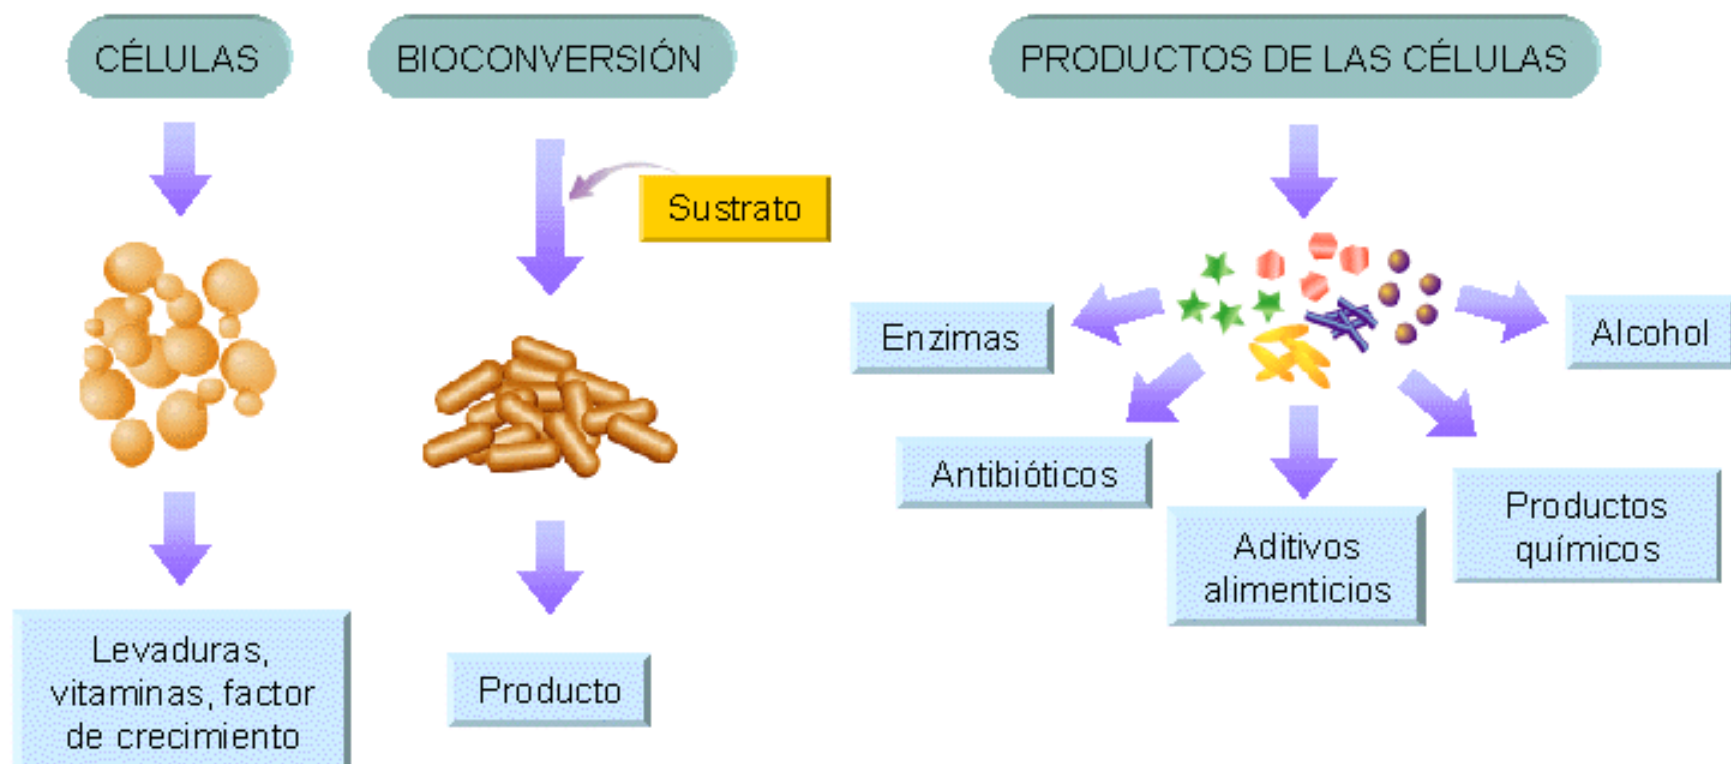 CÉLULAS
BIOCONVERSIÓN
PRODUCTOS DE LAS CÉLULAS
Sustrato
Enzimas
Alcohol
Antibióticos
Aditivos
alimenticios
Productos
químicos
Levaduras,
vitaminas, factor
de crecimiento
Producto